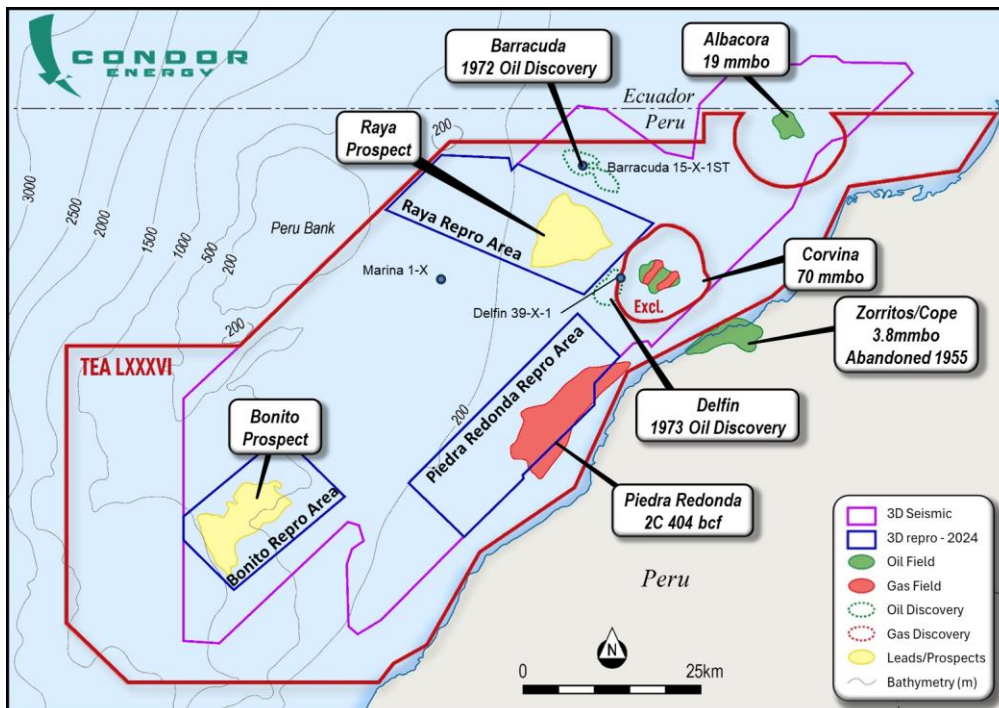 CONDOR
ENERGY
Barracuda
1972 Oil Discovery
Albacora
19 mmbo
Ecuador
Peru
Raya
Prospect
200
Barracuda 15-X-1ST
3000
2500
2000
1500
1000
500
200
Peru Bank
Raya Repro Area
Marina 1-X
Corvina
70 mmbo
Delfin 39-X-1
Excl.
Zorritos/Cope
3.8mmbo
Abandoned 1955
200
TEA LXXXVI
Piedra Redonda Repro Area
200
Delfin
1973 Oil Discovery
Bonito
Prospect
Bonito Repro Area
Piedra Redonda
2C 404 bcf
Peru
N
0
25km
3D Seismic
3D repro - 2024
Oil Field
Gas Field
Oil Discovery
Gas Discovery
Leads/Prospects
Bathymetry (m)